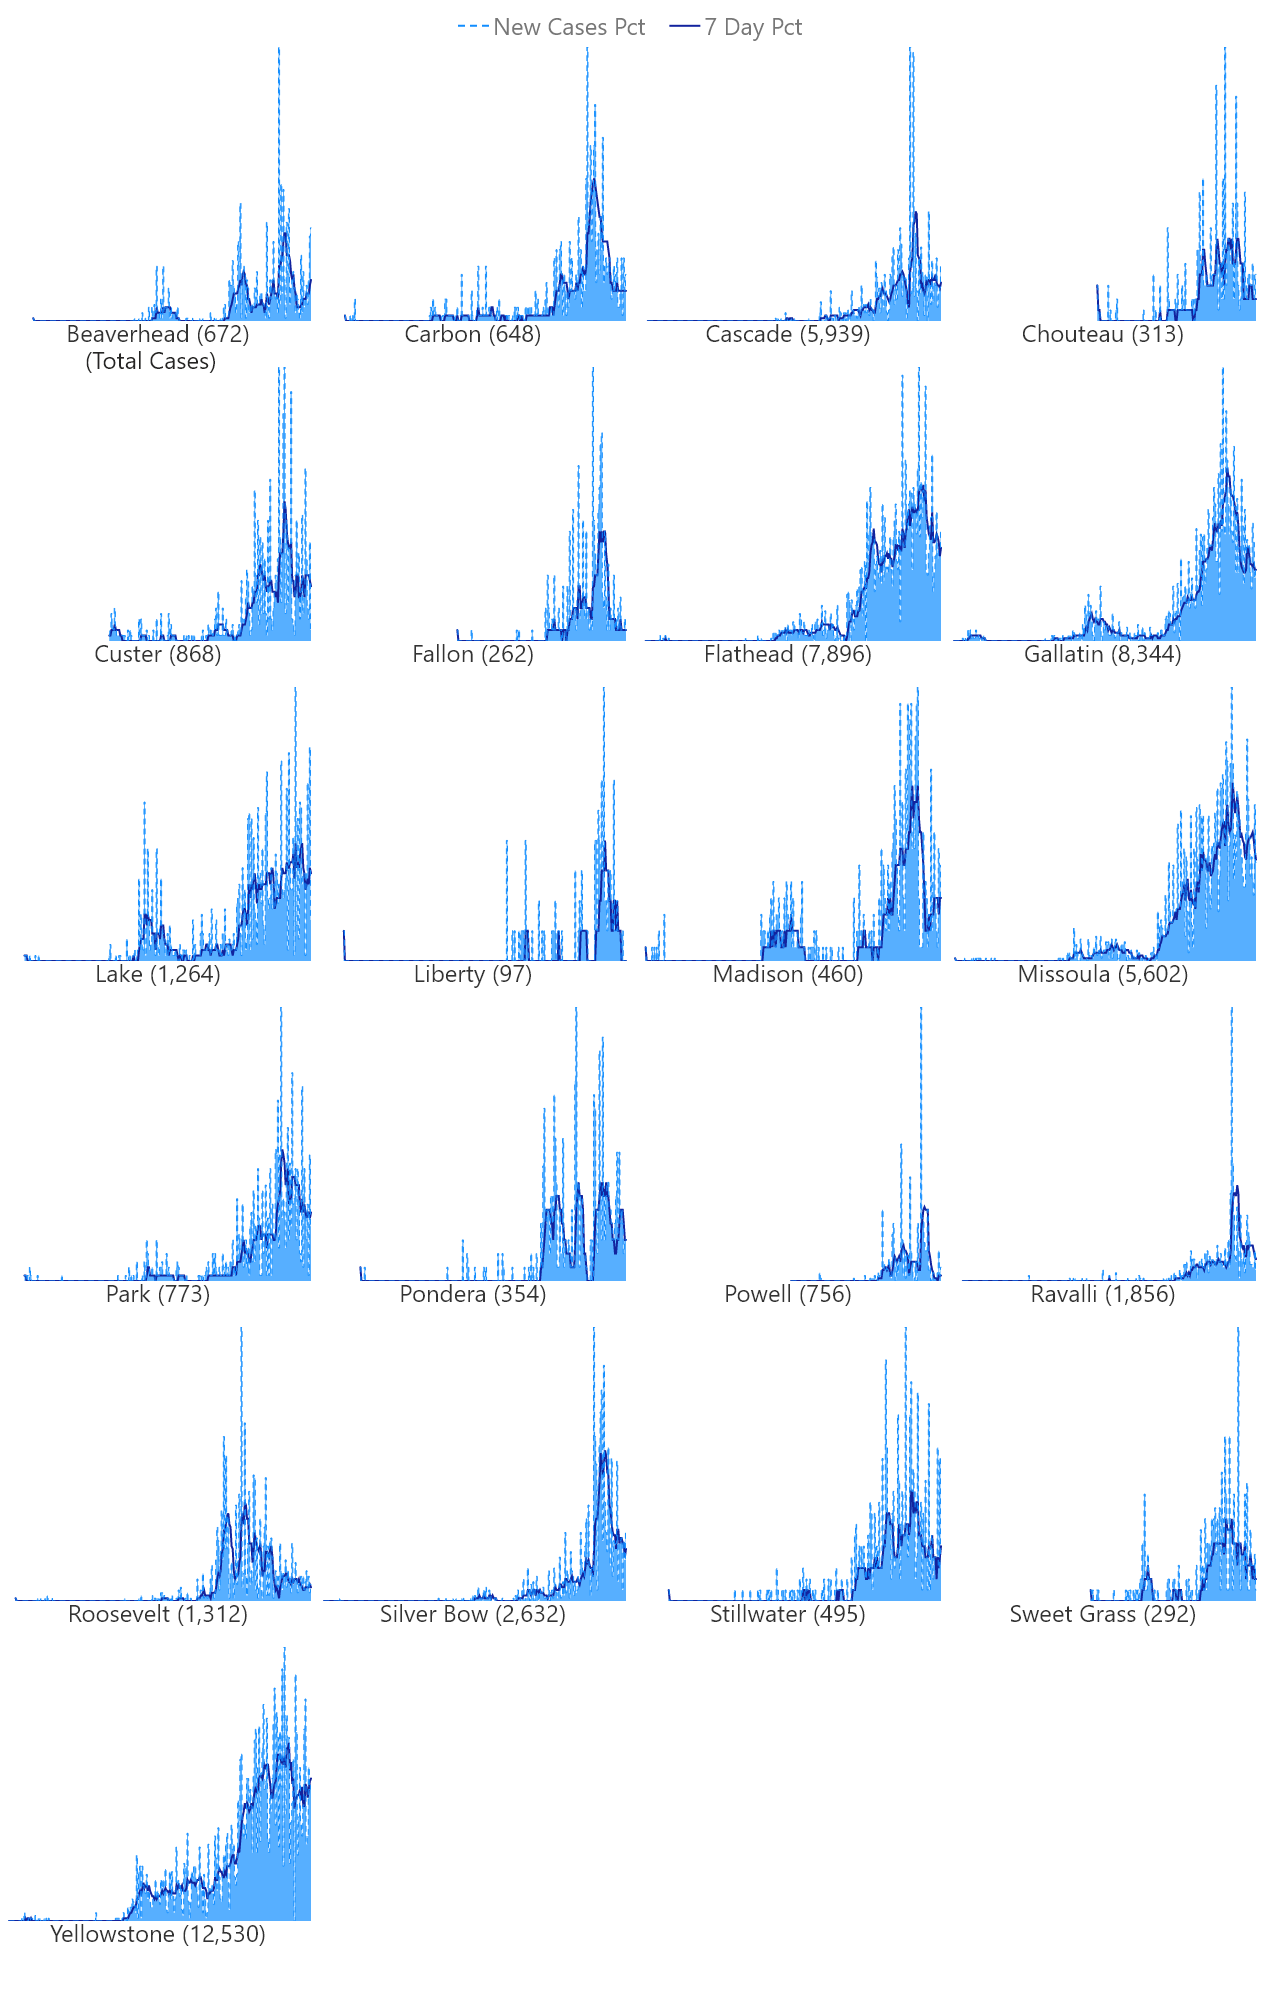 New Cases Pct 7 Day Pct
Beaverhead (672) Carbon (648) Cascade (5,939) Chouteau (313)
(Total Cases)
Custer (868) Fallon (262) Flathead (7,896) Gallatin (8,344)
Lake (1,264) Liberty (97) Madison (460) Missoula (5,602)
Park (773) Pondera (354) Powell (756) Ravalli (1,856)
Roosevelt (1,312) Silver Bow (2,632) Stillwater (495) Sweet Grass (292)
Yellowstone (12,530)